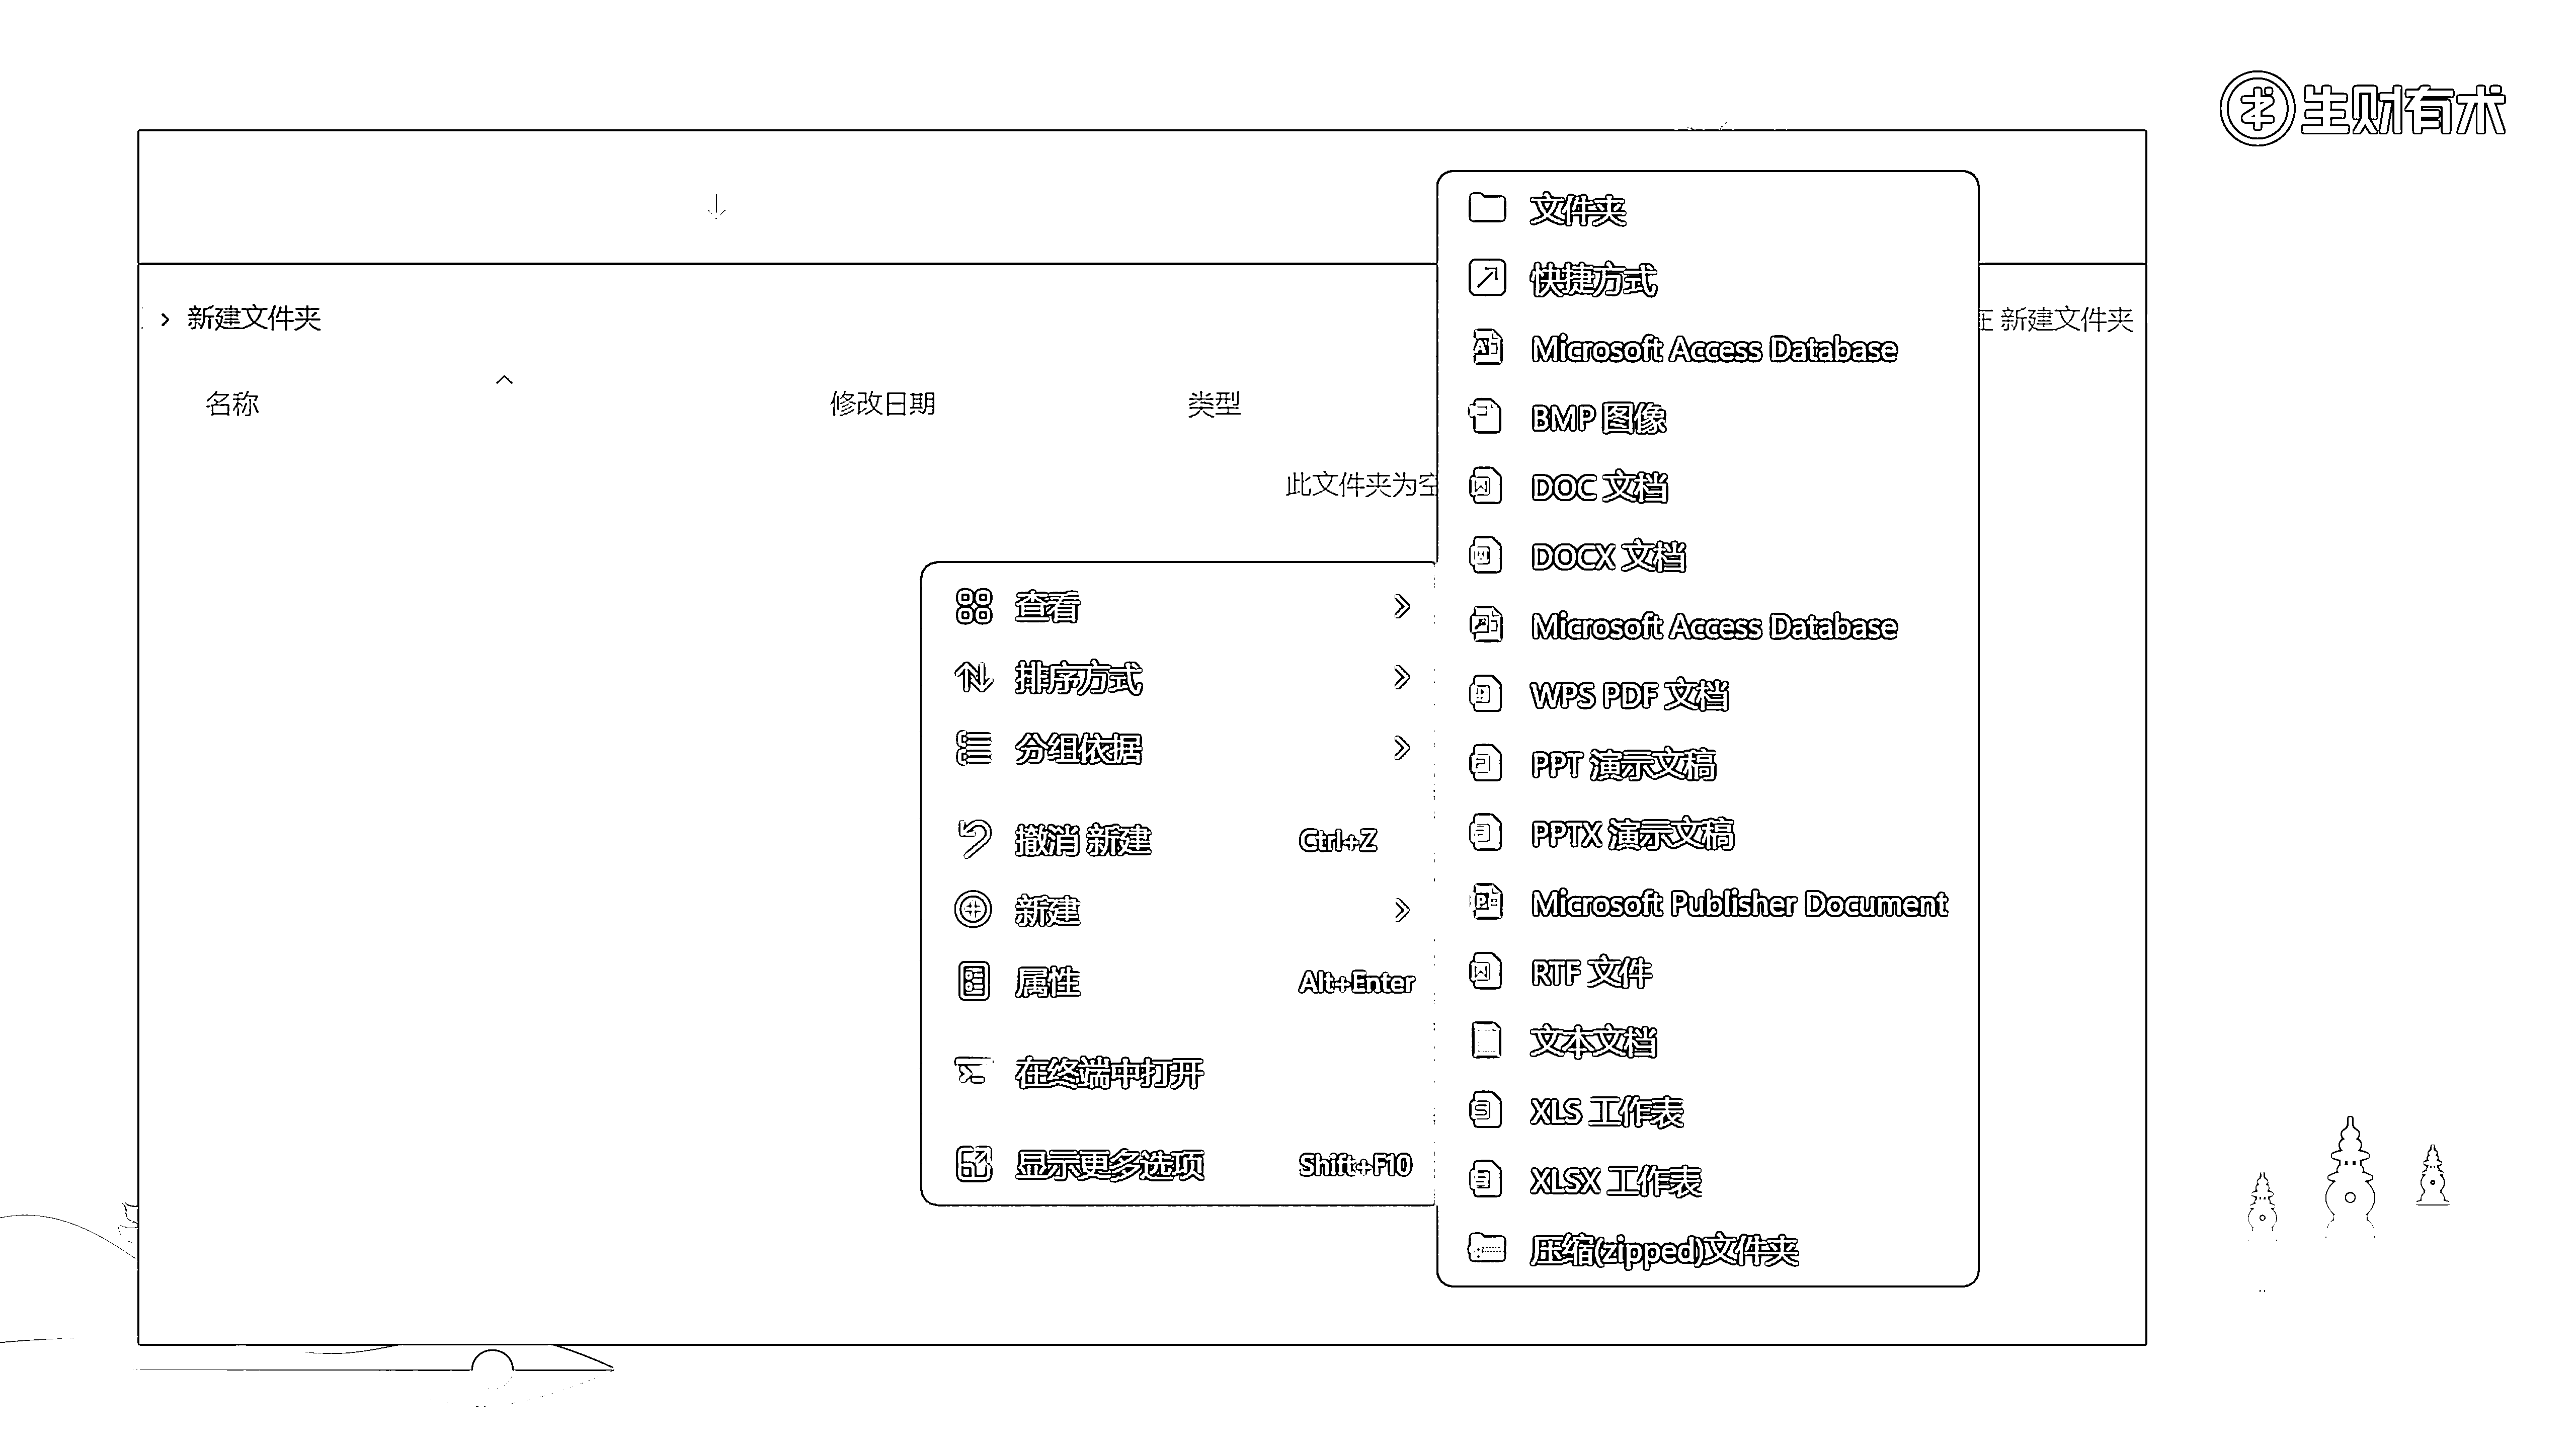 生财有术
新建文件夹
新建文件夹
名称
修改日期
类型
此文件夹为空
查看
排序方式
分组依据
撤消 新建 Ctrl+Z
新建
属性 Alt+Enter
在终端中打开
显示更多选项 Shift+F10
文件夹
快捷方式
Microsoft Access Database
BMP 图像
DOC 文档
DOCX 文档
Microsoft Access Database
WPS PDF 文档
PPT 演示文稿
PPTX 演示文稿
Microsoft Publisher Document
RTF 文件
文本文档
XLS 工作表
XLSX 工作表
压缩(zipped)文件夹